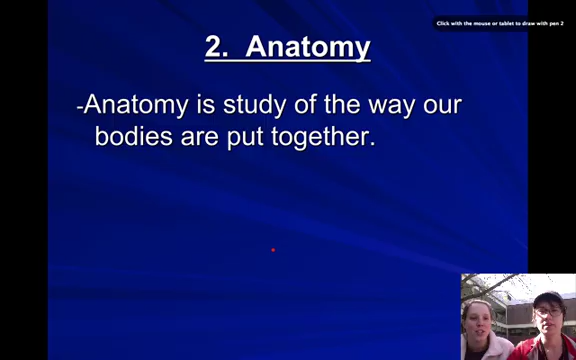 Click with the mouse or tablet to draw with pen 2
2. Anatomy
-Anatomy is study of the way our
bodies are put together.